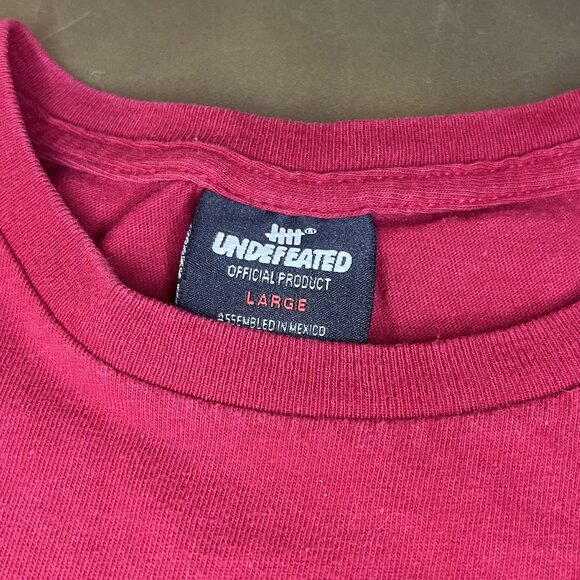 UNDEFEATED®
OFFICIAL PRODUCT
LARGE
ASSEMBLED IN MEXICO